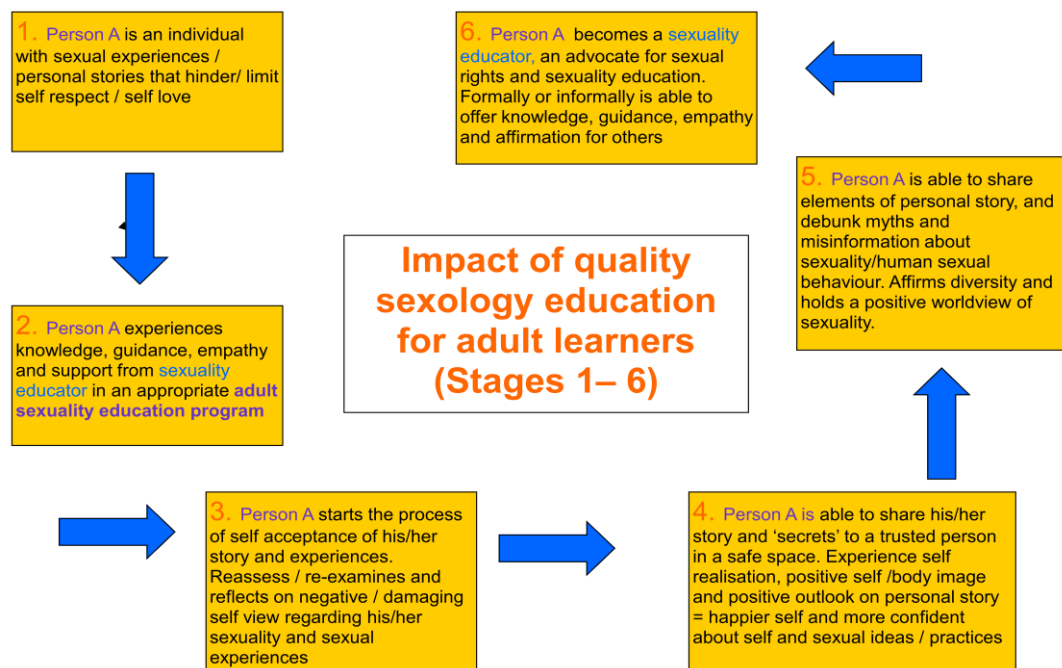 1. Person A is an individual
with sexual experiences /
personal stories that hinder/ limit
self respect / self love
6. Person A becomes a sexuality
educator, an advocate for sexual
rights and sexuality education.
Formally or informally is able to
offer knowledge, guidance, empathy
and affirmation for others
5. Person A is able to share
elements of personal story, and
debunk myths and
misinformation about
sexuality/human sexual
behaviour. Affirms diversity and
holds a positive worldview of
sexuality.
Impact of quality
sexology education
for adult learners
(Stages 1– 6)
2. Person A experiences
knowledge, guidance, empathy
and support from sexuality
educator in an appropriate adult
sexuality education program
3. Person A starts the process
of self acceptance of his/her
story and experiences.
Reassess / re-examines and
reflects on negative / damaging
self view regarding his/her
sexuality and sexual
experiences
4. Person A is able to share his/her
story and ‘secrets’ to a trusted person
in a safe space. Experience self
realisation, positive self /body image
and positive outlook on personal story
= happier self and more confident
about self and sexual ideas / practices